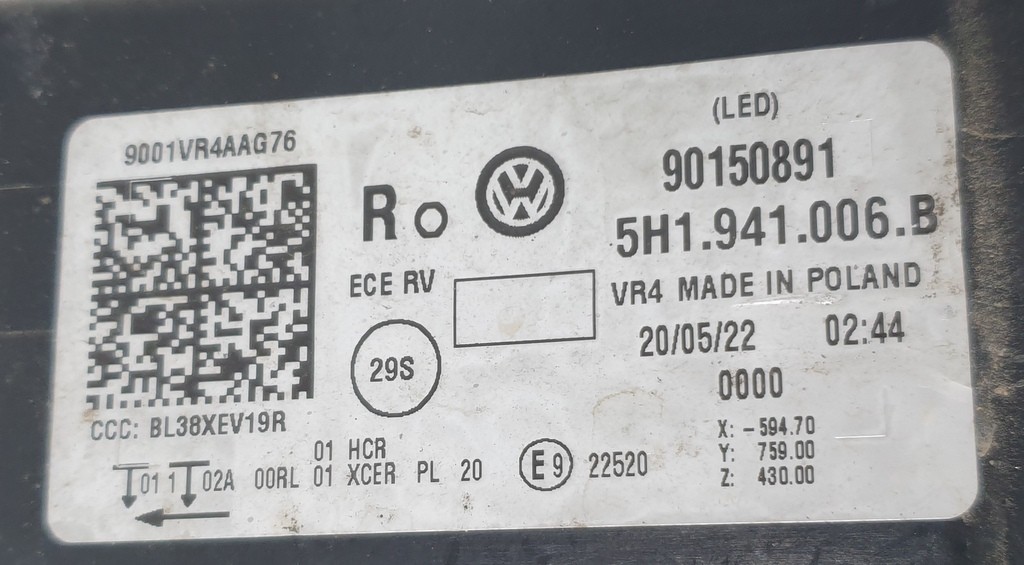 9001VR4AAG76
CCC: BL38XEV19R
R
ECE RV
29S
(LED)
90150891
5H1.941.006.B
VR4 MADE IN POLAND
20/05/22 02:44
0000
X: -594.70
Y: 759.00
Z: 430.00
01 HCR
01 1 02A 00RL 01 XCER PL 20 E9 22520